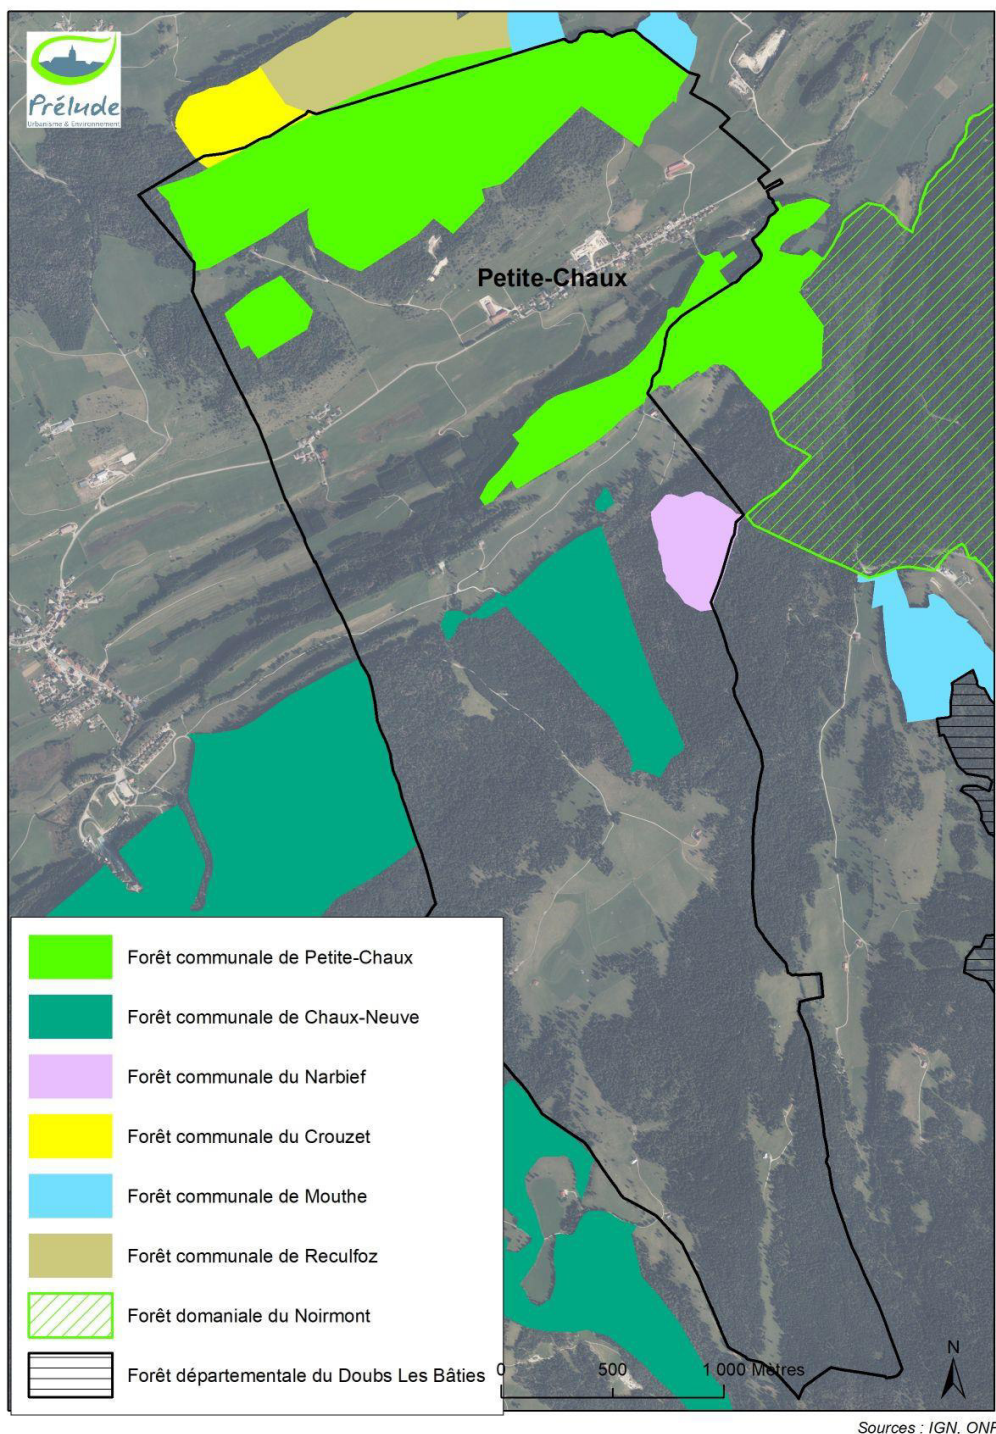 Prélude
Urbanisme & Environnement
Petite-Chaux
Forêt communale de Petite-Chaux
Forêt communale de Chaux-Neuve
Forêt communale du Narbief
Forêt communale du Crouzet
Forêt communale de Mouthe
Forêt communale de Reculfoz
Forêt domaniale du Noirmont
Forêt départementale du Doubs Les Bâties
0 500 1 000 Mètres
N
Sources : IGN, ONF